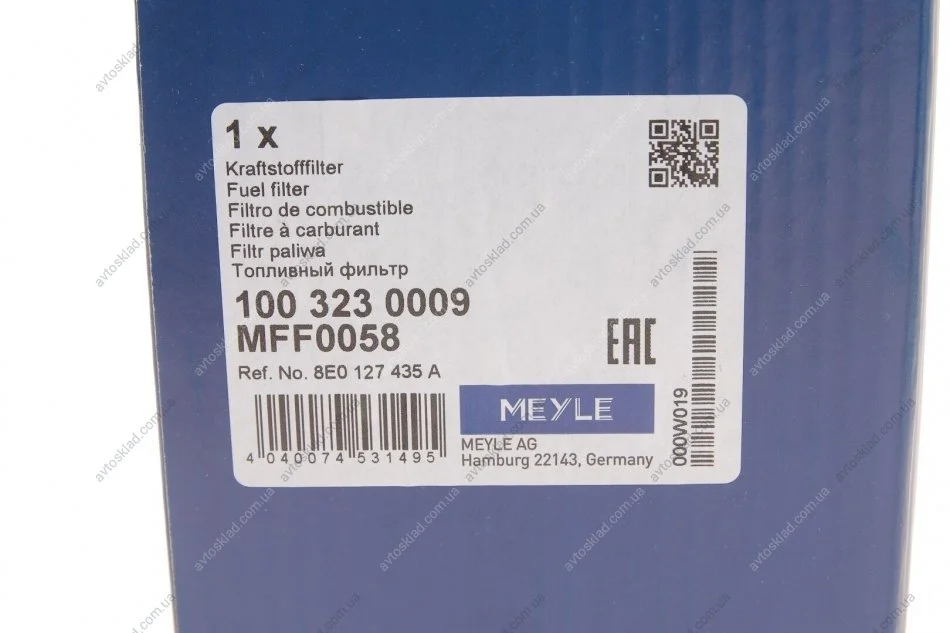 1 x
Kraftstofffilter
Fuel filter
Filtro de combustible
Filtre à carburant
Filtr paliwa
Топливный фильтр
100 323 0009
MFF0058
Ref. No. 8E0 127 435 A
EAC
MEYLE
MEYLE AG
Hamburg 22143, Germany
4 040074 531495
000W019
avtosklad.com.ua